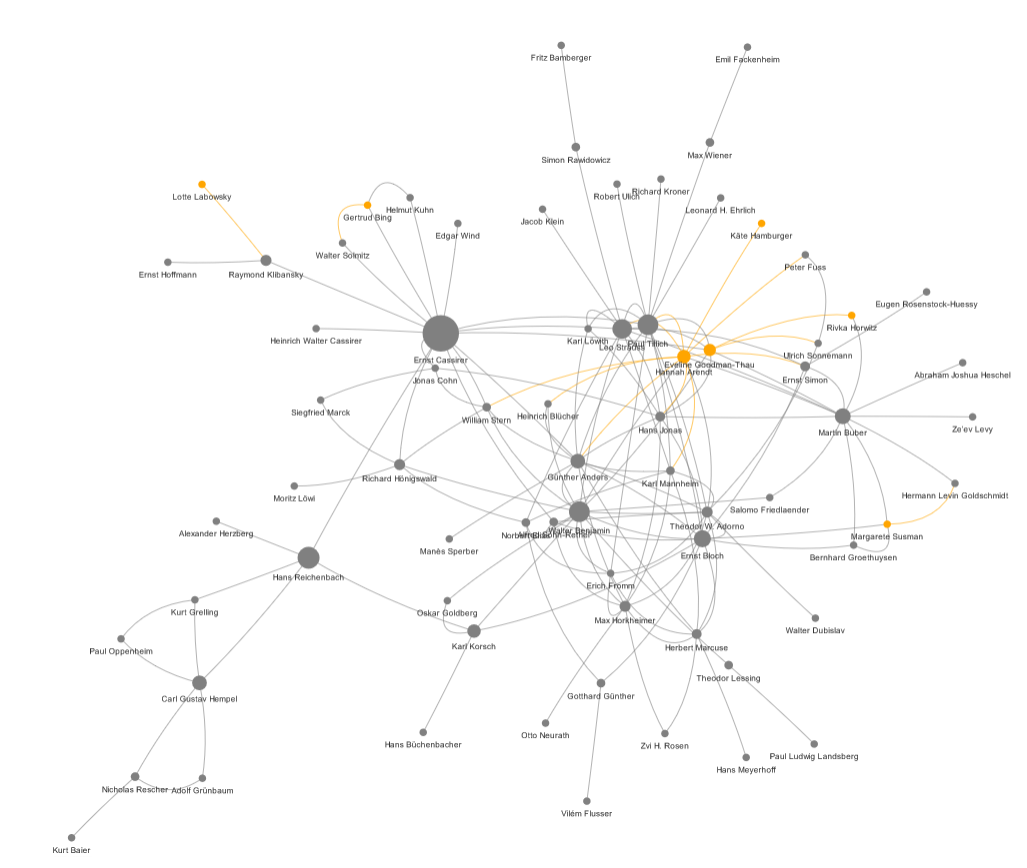 Fritz Bamberger
Emil Fackenheim
Simon Rawidowicz
Max Wiener
Lotte Labowsky
Robert Ulich
Richard Kroner
Gertrud Bing
Helmut Kuhn
Leonard H. Ehrlich
Jacob Klein
Edgar Wind
Käte Hamburger
Walter Solmitz
Ernst Hoffmann
Raymond Klibansky
Peter Fuss
Eugen Rosenstock-Huessy
Rivka Horwitz
Heinrich Walter Cassirer
Karl Löwith
Leo Strauss
Paul Tillich
Ernst Cassirer
Ulrich Sonnemann
Eveline Goodman-Thau
Hannah Arendt
Abraham Joshua Heschel
Jonas Cohn
Ernst Simon
Siegfried Marck
William Stern
Heinrich Blücher
Hans Jonas
Martin Buber
Ze'ev Levy
Richard Hönigswald
Günther Anders
Karl Mannheim
Moritz Löwi
Hermann Levin Goldschmidt
Salomo Friedlaender
Alexander Herzberg
Walter Benjamin
Theodor W. Adorno
Margarete Susman
Manès Sperber
Ernst Bloch
Bernhard Groethuysen
Hans Reichenbach
Erich Fromm
Kurt Grelling
Oskar Goldberg
Max Horkheimer
Walter Dubislav
Paul Oppenheim
Karl Korsch
Herbert Marcuse
Theodor Lessing
Carl Gustav Hempel
Gotthard Günther
Otto Neurath
Hans Büchenbacher
Zvi H. Rosen
Paul Ludwig Landsberg
Hans Meyerhoff
Nicholas Rescher
Adolf Grünbaum
Vilém Flusser
Kurt Baier